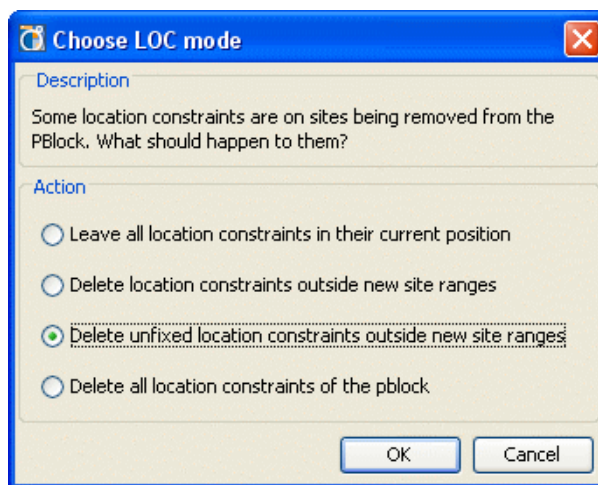 Choose LOC mode
Description
Some location constraints are on sites being removed from the
PBlock. What should happen to them?
Action
Leave all location constraints in their current position
Delete location constraints outside new site ranges
Delete unfixed location constraints outside new site ranges
Delete all location constraints of the pblock
OK Cancel